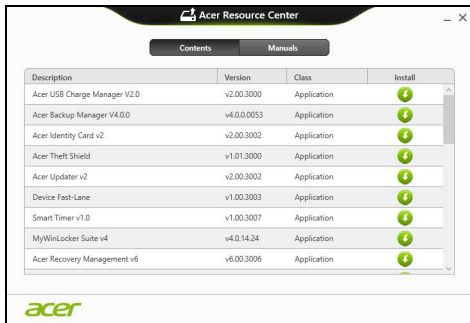 Acer Resource Center
Contents Manuals
Description Version Class Install
Acer USB Charge Manager V2.0 v2.00.3000 Application
Acer Backup Manager V4.0.0 v4.0.0.0053 Application
Acer Identity Card v2 v2.00.3002 Application
Acer Theft Shield v1.01.3000 Application
Acer Updater v2 v2.00.3002 Application
Device Fast-Lane v1.00.3003 Application
Smart Timer v1.0 v1.00.3007 Application
MyWinLocker Suite v4 v4.0.14.24 Application
Acer Recovery Management v6 v6.00.3006 Application
acer